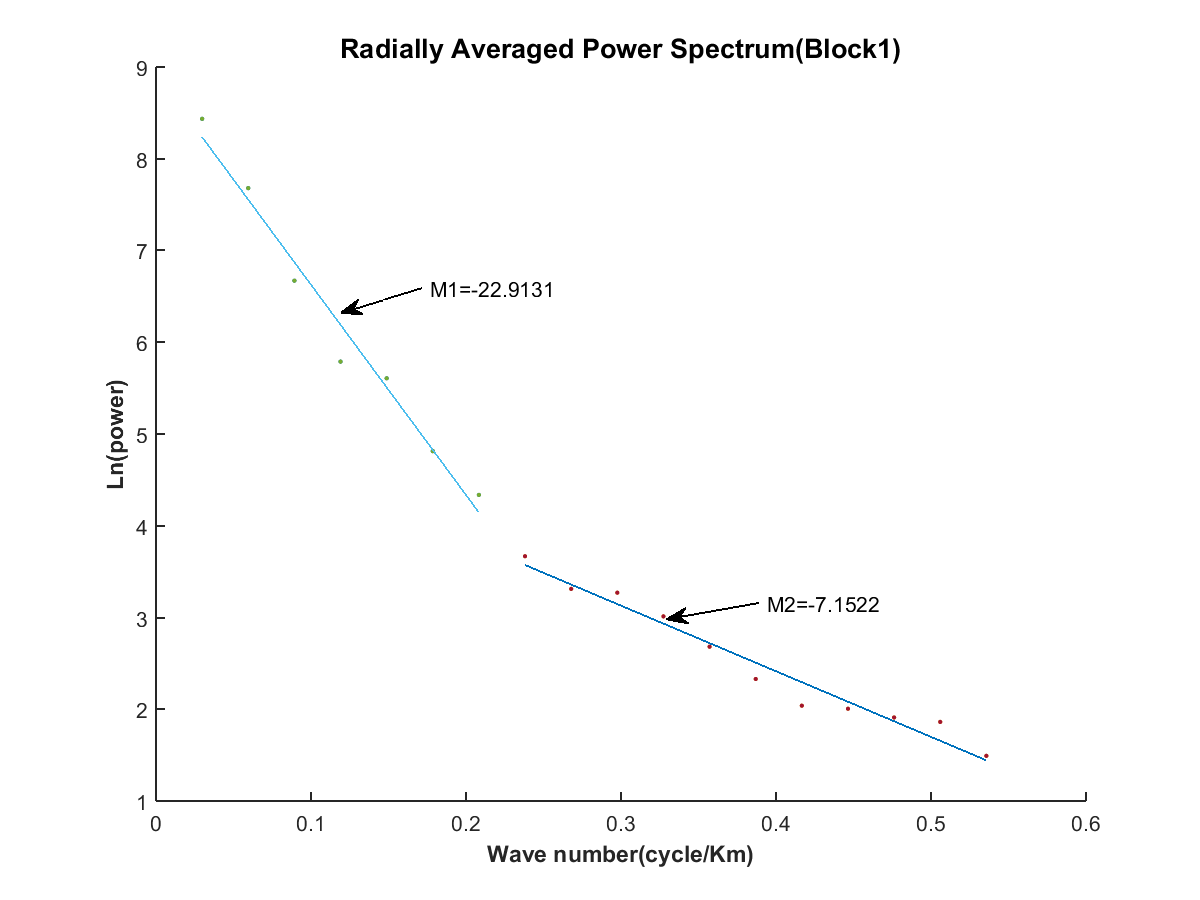 Radially Averaged Power Spectrum(Block1)
9
8
7
6
5
4
3
2
1
Ln(power)
M1=-22.9131
M2=-7.1522
0 0.1 0.2 0.3 0.4 0.5 0.6
Wave number(cycle/Km)